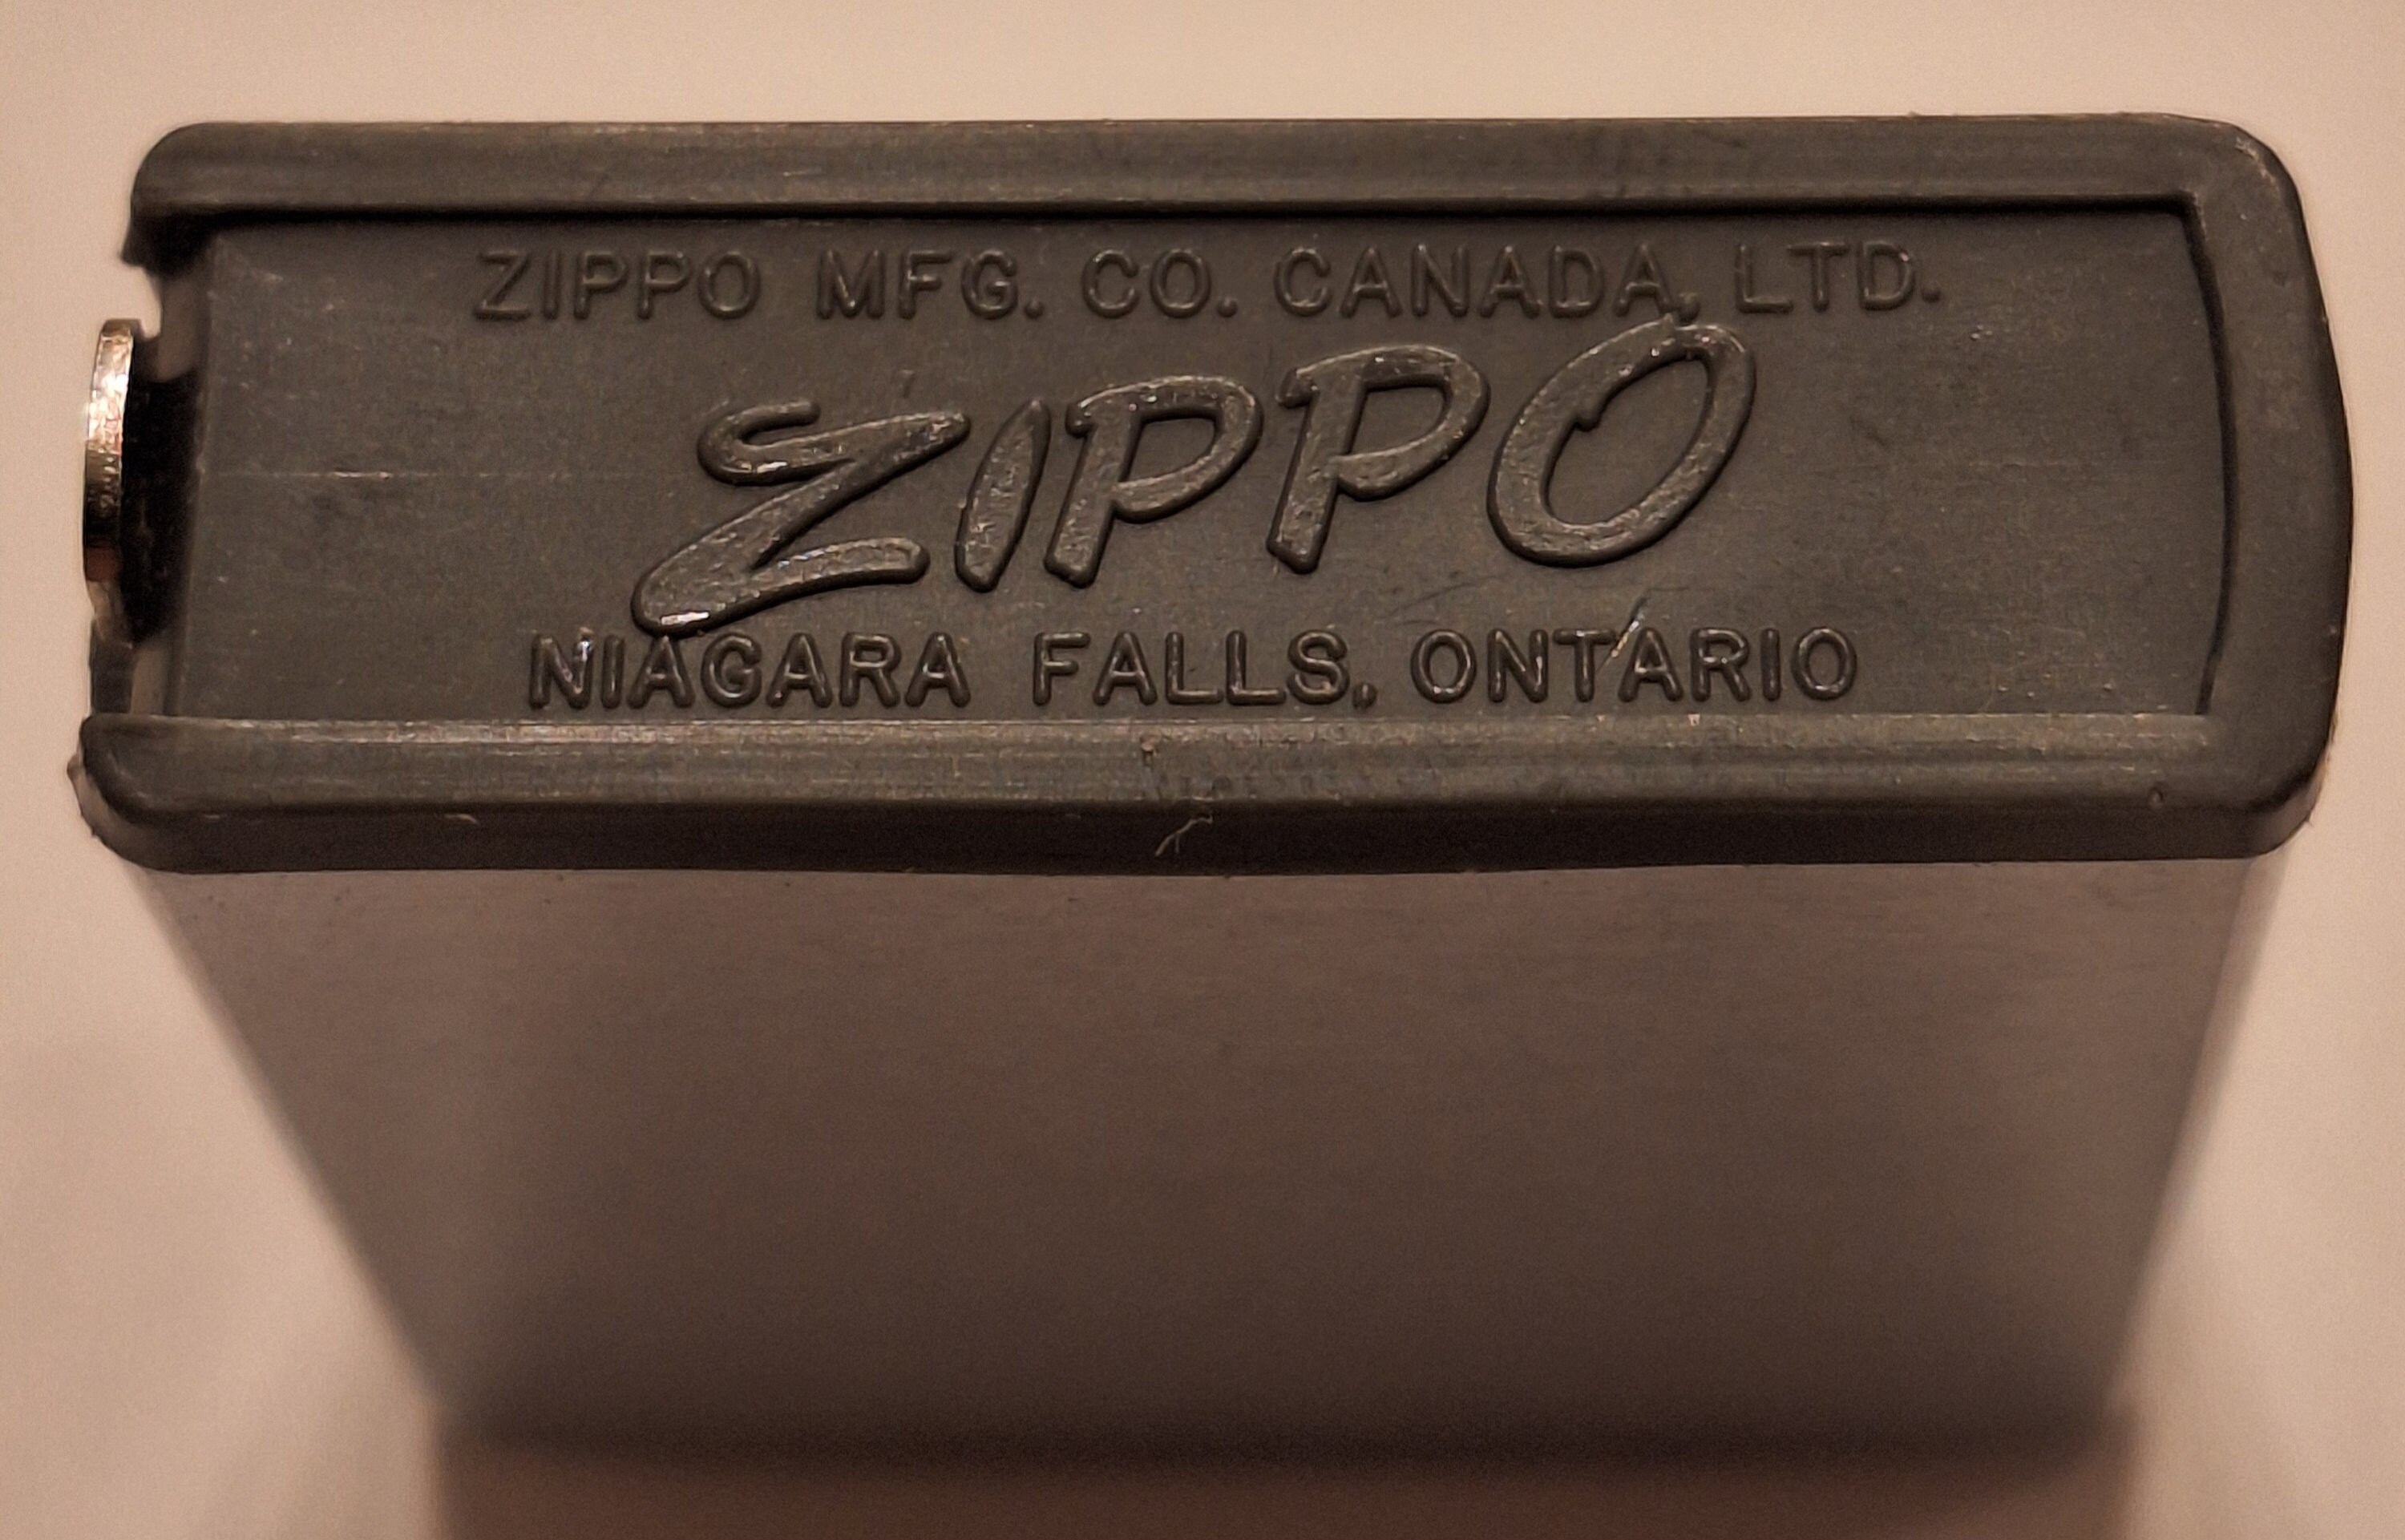 ZIPPO MFG. CO. CANADA, LTD.
ZIPPO
NIAGARA FALLS, ONTARIO